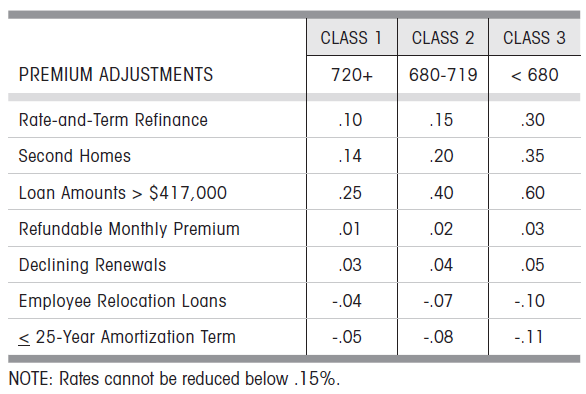 CLASS 1 CLASS 2 CLASS 3
PREMIUM ADJUSTMENTS 720+ 680-719 < 680
Rate-and-Term Refinance .10 .15 .30
Second Homes .14 .20 .35
Loan Amounts > $417,000 .25 .40 .60
Refundable Monthly Premium .01 .02 .03
Declining Renewals .03 .04 .05
Employee Relocation Loans -.04 -.07 -.10
≤ 25-Year Amortization Term -.05 -.08 -.11
NOTE: Rates cannot be reduced below .15%.